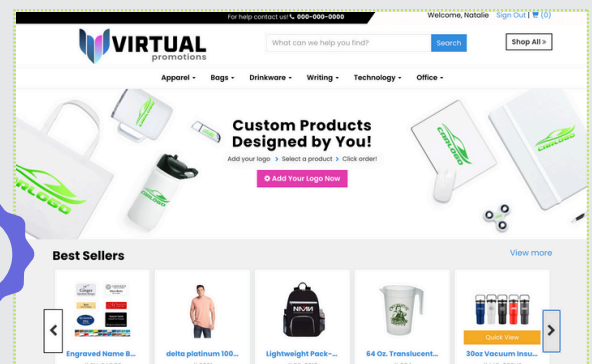 For help contact us! 000-000-0000
Welcome, Natalie Sign Out | (0)
VIRTUAL
promotions
What can we help you find?
Search
Shop All »
Apparel
Bags
Drinkware
Writing
Technology
Office
Custom Products
Designed by You!
Add your logo > Select a product > Click order!
Add Your Logo Now
CARLOGO
CARLOGO
CARLOGO
Best Sellers
View more
Quick View
Engraved Name B...
delta platinum 100...
Lightweight Pack-...
64 Oz. Translucent...
30oz Vacuum Insu...